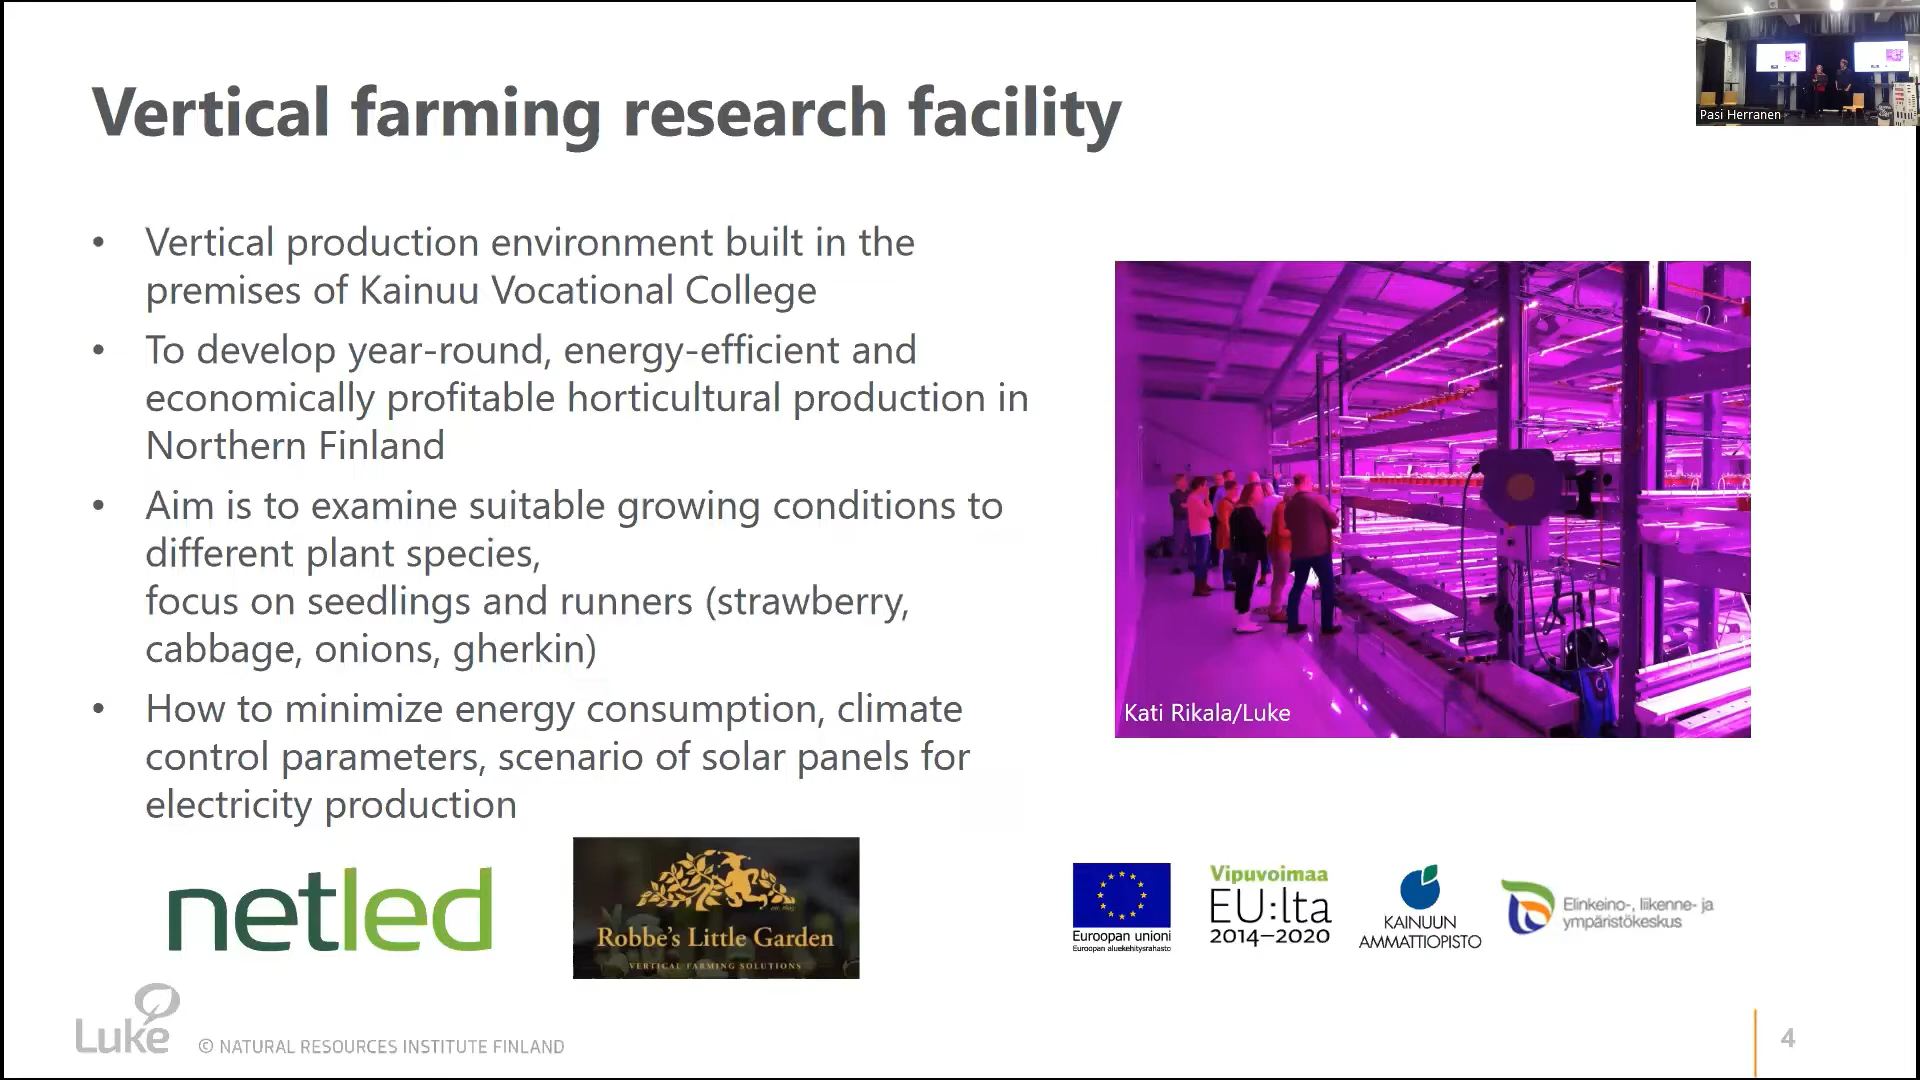 Vertical farming research facility
Pasi Herranen
• Vertical production environment built in the
premises of Kainuu Vocational College
• To develop year-round, energy-efficient and
economically profitable horticultural production in
Northern Finland
• Aim is to examine suitable growing conditions to
different plant species,
focus on seedlings and runners (strawberry,
cabbage, onions, gherkin)
• How to minimize energy consumption, climate
control parameters, scenario of solar panels for
electricity production
Kati Rikala/Luke
netled
est. 1865
Robbe's Little Garden
VERTICAL FARMING SOLUTIONS
Euroopan unioni
Euroopan aluekehitysrahasto
Vipuvoimaa
EU:lta
2014–2020
KAINUUN
AMMATTIOPISTO
Elinkeino-, liikenne- ja
ympäristökeskus
Luke
© NATURAL RESOURCES INSTITUTE FINLAND
4